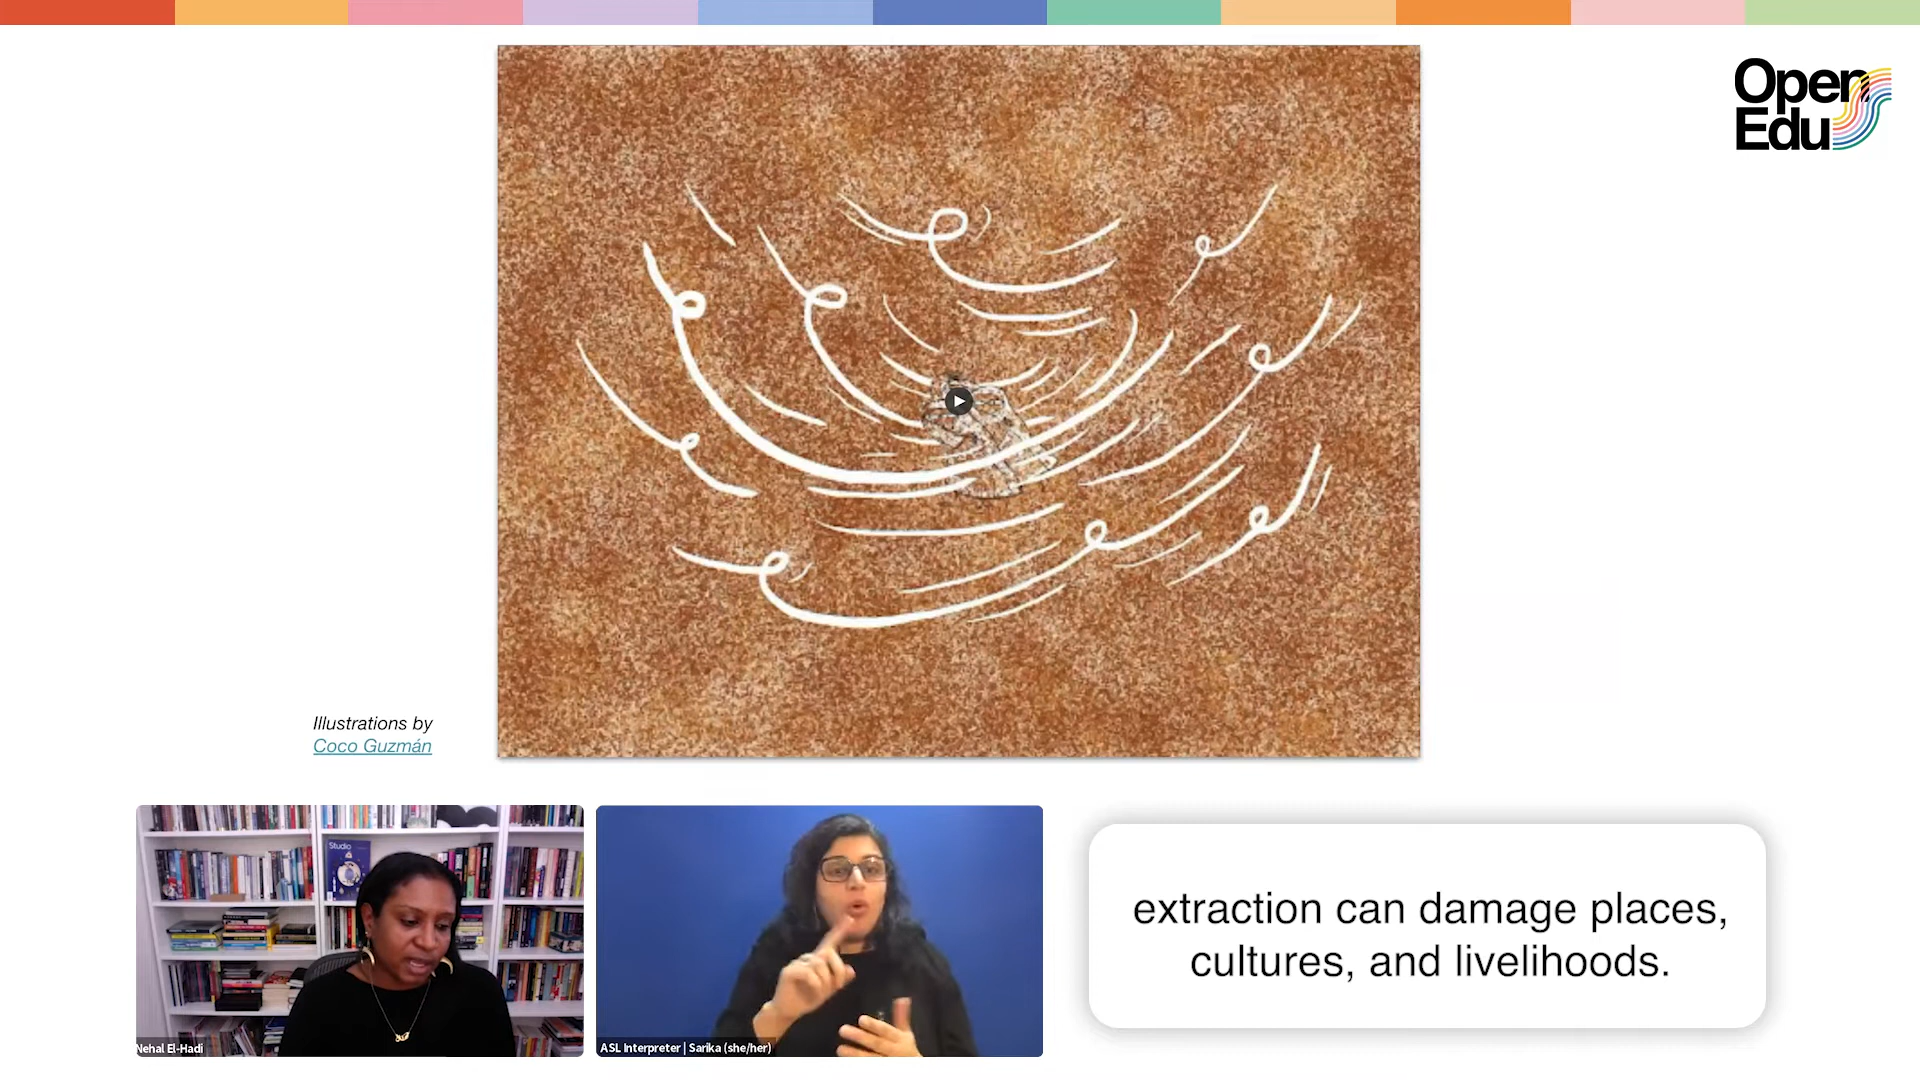 Open
Edu
Illustrations by
Coco Guzmán
Studio
Nehal El-Hadi
ASL Interpreter | Sarika (she/her)
extraction can damage places,
cultures, and livelihoods.